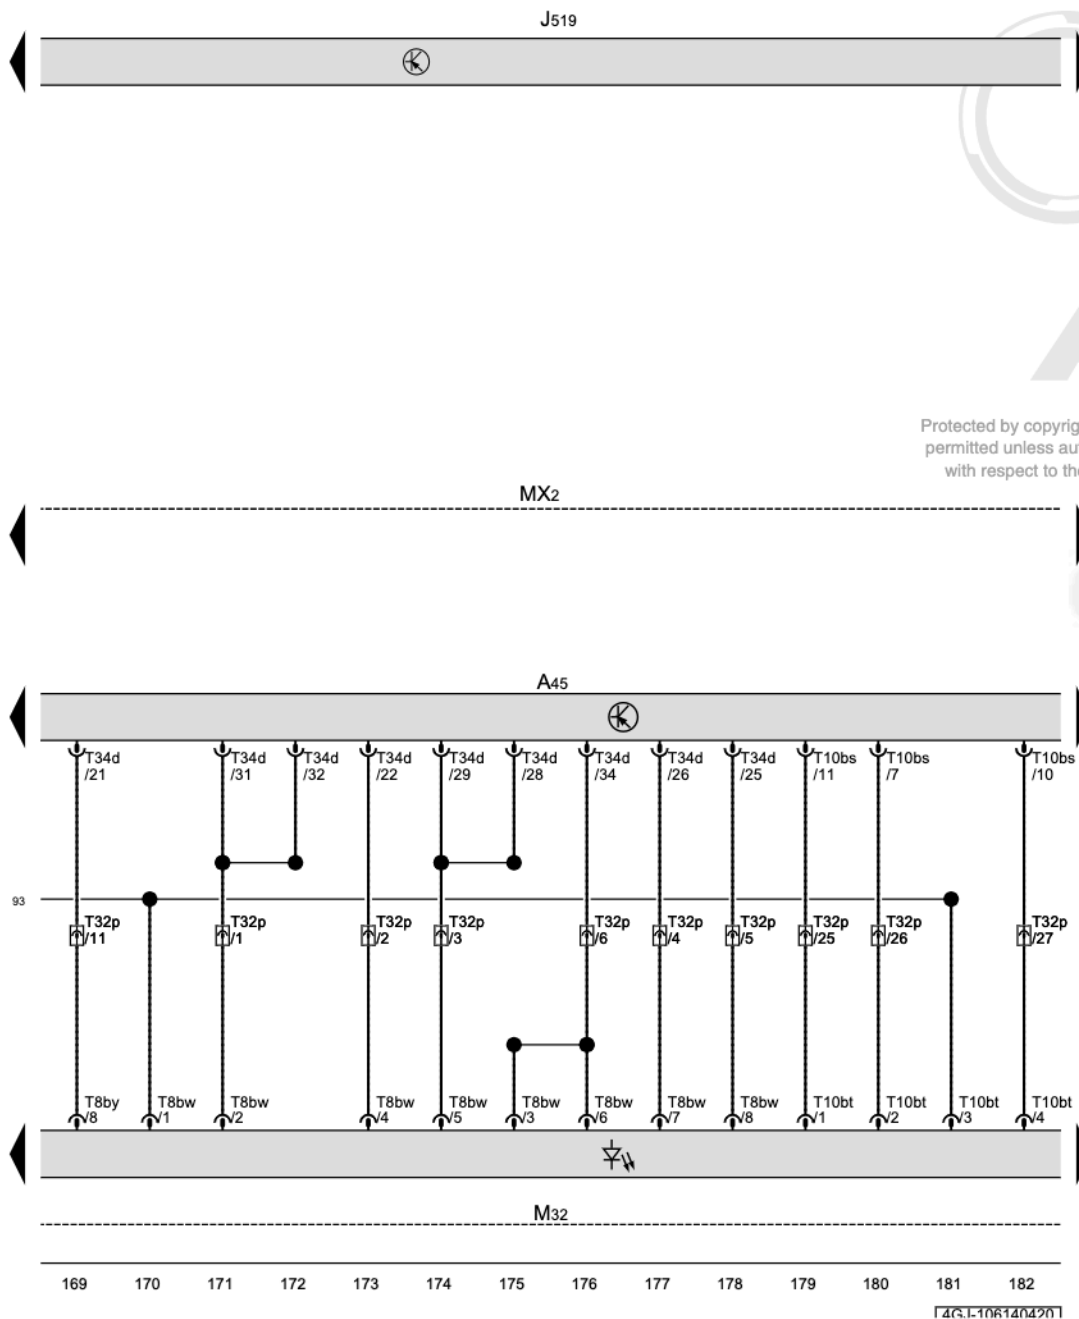 J519
Protected by copyrig
permitted unless au
with respect to th
MX2
A45
T34d T34d T34d T34d T34d T34d T34d T34d T34d T10bs T10bs T10bs
/21 /31 /32 /22 /29 /28 /34 /26 /25 /11 /7 /10
93
T32p T32p T32p T32p T32p T32p T32p T32p T32p T32p
/11 /1 /2 /3 /6 /4 /5 /25 /26 /27
T8by T8bw T8bw T8bw T8bw T8bw T8bw T8bw T8bw T10bt T10bt T10bt T10bt
/8 /1 /2 /4 /5 /3 /6 /7 /8 /1 /2 /3 /4
M32
169 170 171 172 173 174 175 176 177 178 179 180 181 182
4GJ-106140420